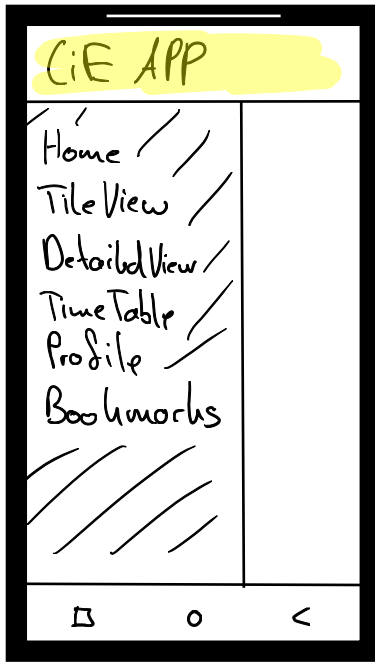 CiE APP
Home
TileView
DetailedView
TimeTable
Profile
Bookmarks